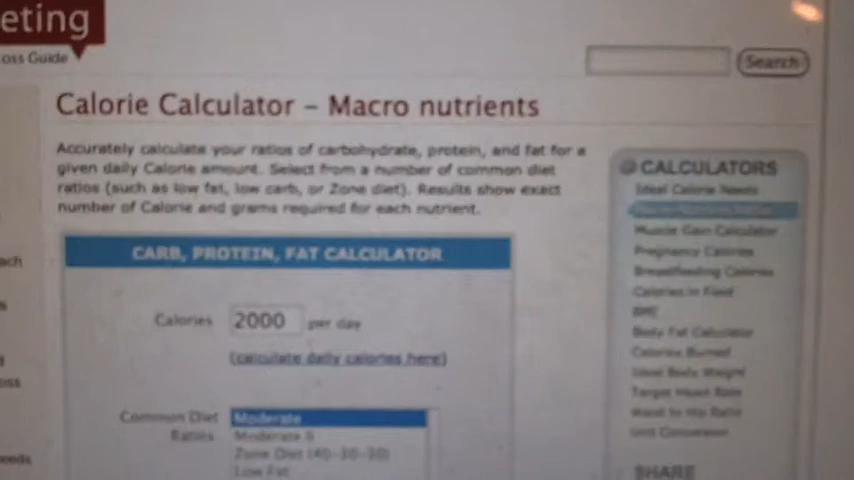 eting
oss Guide
Search
Calorie Calculator - Macro nutrients
Accurately calculate your ratios of carbohydrate, protein, and fat for a
given daily Calorie amount. Select from a number of common diet
ratios (such as low fat, low carb, or Zone diet). Results show exact
number of Calorie and grams required for each nutrient.
CARB, PROTEIN, FAT CALCULATOR
Calories 2000 per day
(calculate daily calories here)
Common Diet
Ratios
Moderate
Moderate II
Zone Diet (40-30-30)
Low Fat
CALCULATORS
Ideal Calorie Needs
Muscle Gain Calculator
Pregnancy Calories
Breastfeeding Calories
Calories in Food
BMI
Body Fat Calculator
Calories Burned
Ideal Body Weight
Target Heart Rate
Waist to Hip Ratio
Unit Conversion
SHARE
ach
oss
eeds